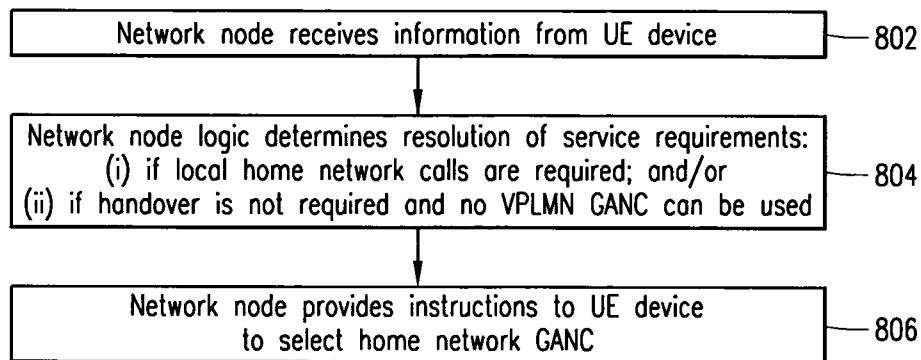 Network node receives information from UE device
802
Network node logic determines resolution of service requirements:
(i) if local home network calls are required; and/or
(ii) if handover is not required and no VPLMN GANC can be used
804
Network node provides instructions to UE device
to select home network GANC
806